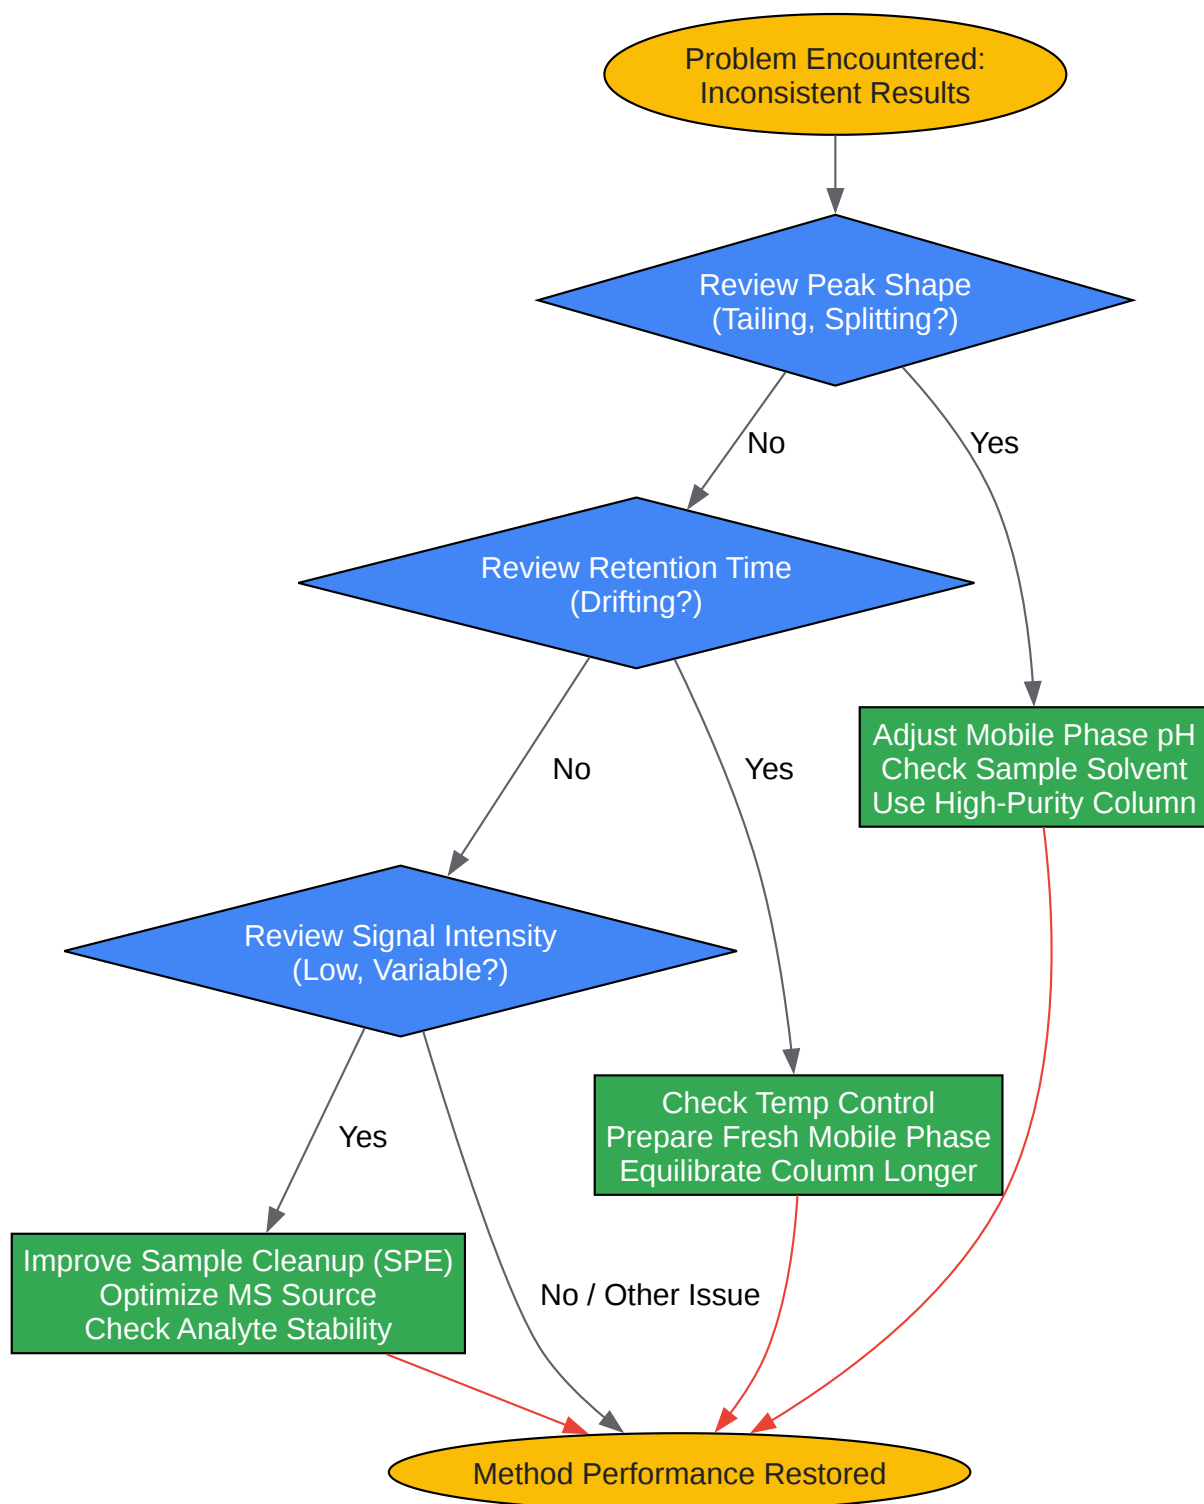 Problem Encountered:
Inconsistent Results
Review Peak Shape
(Tailing, Splitting?)
No
Yes
Review Retention Time
(Drifting?)
No
Yes
Adjust Mobile Phase pH
Check Sample Solvent
Use High-Purity Column
Review Signal Intensity
(Low, Variable?)
Yes
No / Other Issue
Check Temp Control
Prepare Fresh Mobile Phase
Equilibrate Column Longer
Improve Sample Cleanup (SPE)
Optimize MS Source
Check Analyte Stability
Method Performance Restored